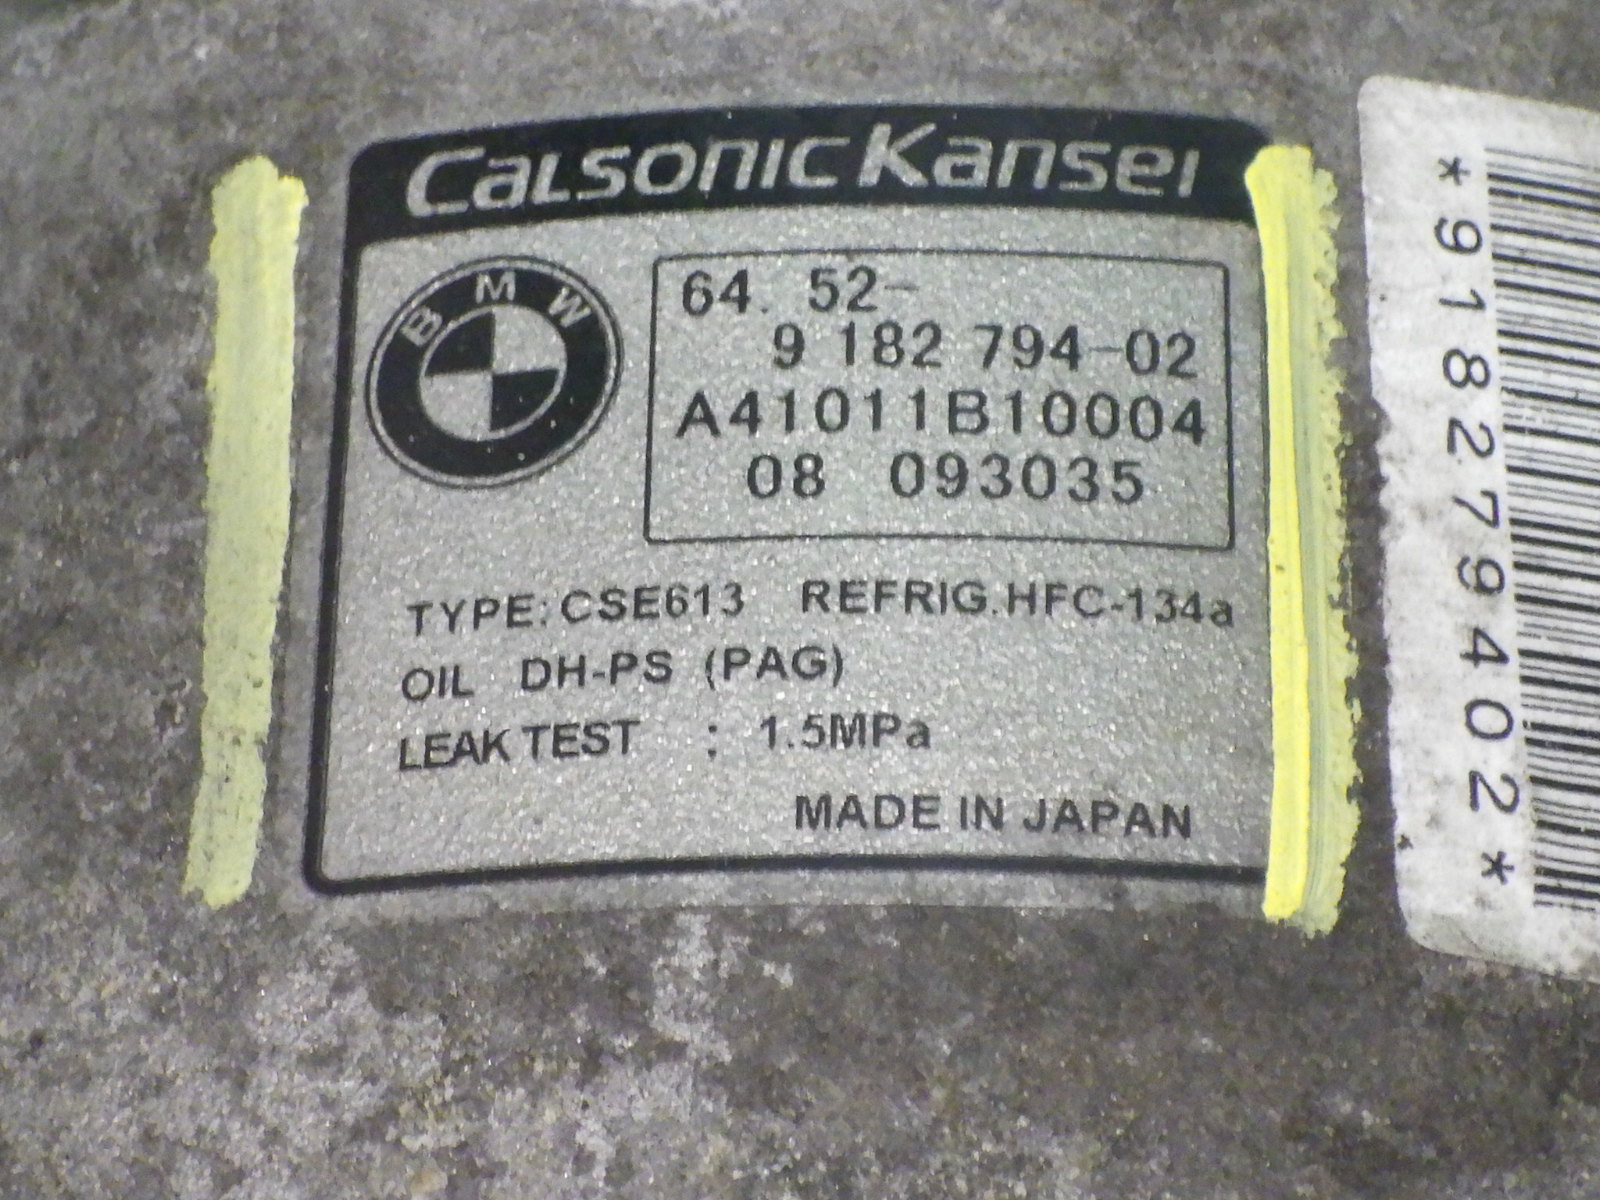 CALSONIC KANSEI
BMW
64. 52-
9 182 794-02
A41011B10004
08 093035
TYPE: CSE613 REFRIG. HFC-134a
OIL DH-PS (PAG)
LEAK TEST : 1.5MPa
MADE IN JAPAN
*918279402*